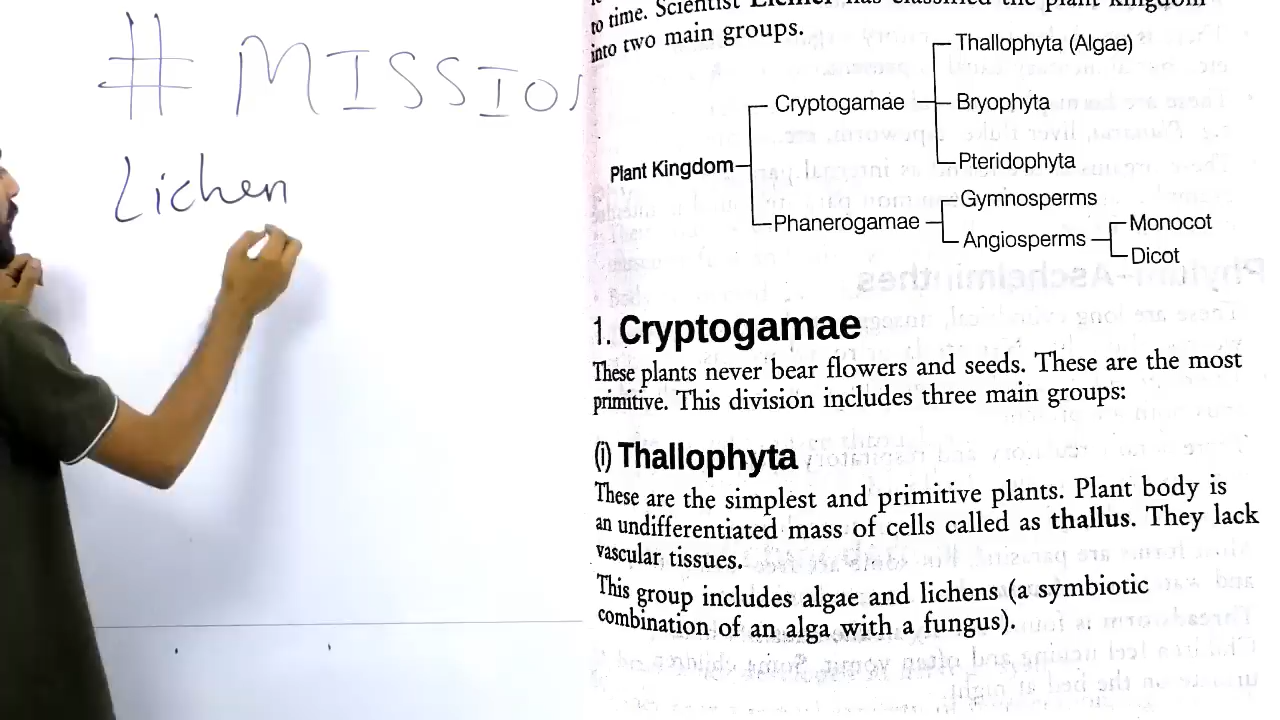 # MISSION
Lichen
to time. Scientist has classified the plant kingdom
into two main groups.
Plant Kingdom
Cryptogamae
Thallophyta (Algae)
Bryophyta
Pteridophyta
Phanerogamae
Gymnosperms
Angiosperms
Monocot
Dicot
1. Cryptogamae
These plants never bear flowers and seeds. These are the most
primitive. This division includes three main groups:
(i) Thallophyta
These are the simplest and primitive plants. Plant body is
an undifferentiated mass of cells called as thallus. They lack
vascular tissues.
This group includes algae and lichens (a symbiotic
combination of an alga with a fungus).